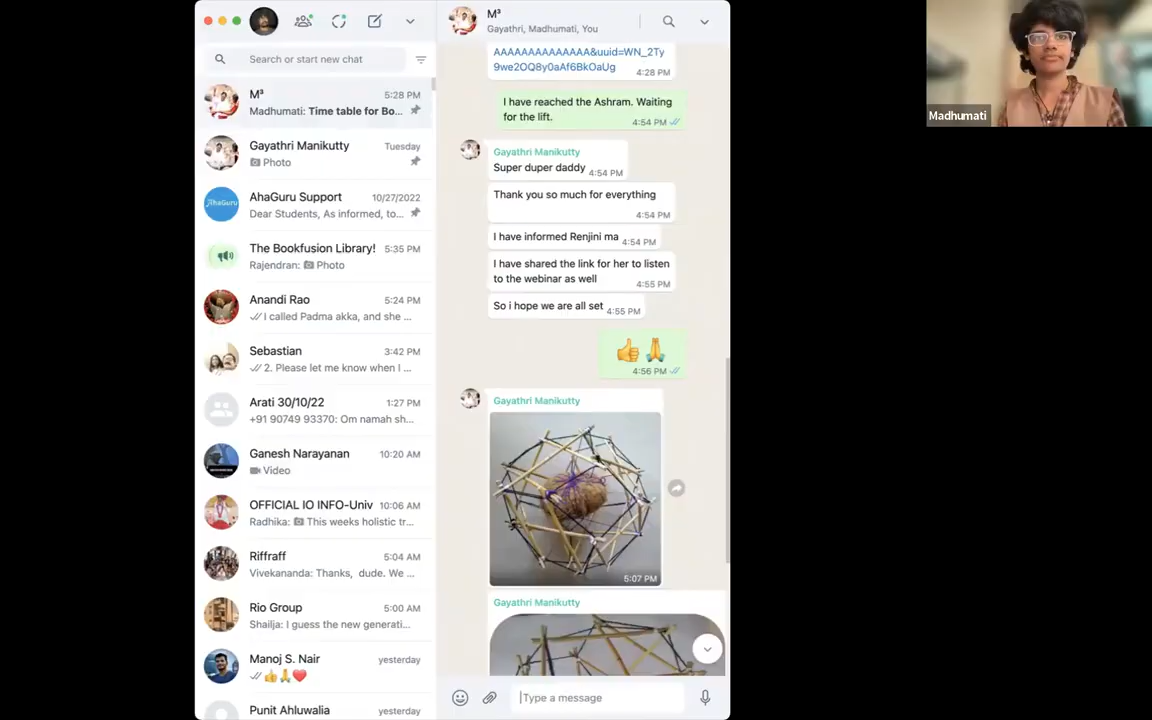 Search or start new chat
M³ 5:28 PM
Madhumati: Time table for Bo...
Gayathri Manikutty Tuesday
Photo
AhaGuru Support 10/27/2022
AhaGuru
Dear Students, As informed, to...
The Bookfusion Library! 5:35 PM
Rajendran: Photo
Anandi Rao 5:24 PM
I called Padma akka, and she ...
Sebastian 3:42 PM
2. Please let me know when I ...
Arati 30/10/22 1:27 PM
+91 90749 93370: Om namah sh...
Ganesh Narayanan 10:20 AM
Video
OFFICIAL IO INFO-Univ 10:06 AM
Radhika: This weeks holistic tr...
Riffraff 5:04 AM
Vivekananda: Thanks, dude. We ...
Rio Group 5:00 AM
Shailja: I guess the new generati...
Manoj S. Nair yesterday
👍🙏❤️
Punit Ahluwalia yesterday
M³
Gayathri, Madhumati, You
AAAAAAAAAAAAAA&uuid=WN_2Ty
9we2OQ8y0aAf6BkOaUg 4:28 PM
I have reached the Ashram. Waiting
for the lift. 4:54 PM
Gayathri Manikutty
Super duper daddy 4:54 PM
Thank you so much for everything
4:54 PM
I have informed Renjini ma 4:54 PM
I have shared the link for her to listen
to the webinar as well 4:55 PM
So i hope we are all set 4:55 PM
👍🙏
4:56 PM
Gayathri Manikutty
5:07 PM
Gayathri Manikutty
Type a message
Madhumati